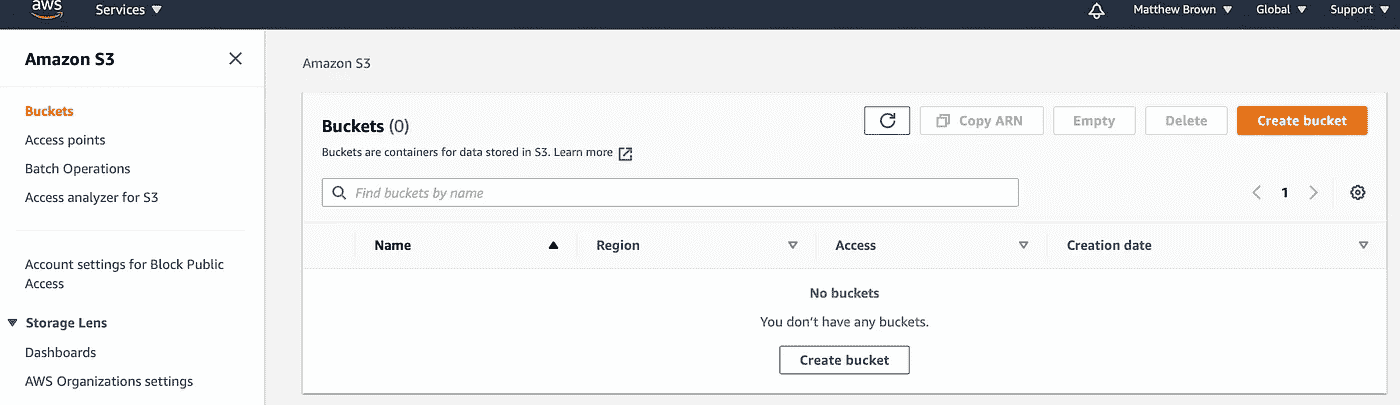 aws
Services
Matthew Brown
Global
Support
Amazon S3
Buckets
Access points
Batch Operations
Access analyzer for S3
Account settings for Block Public
Access
Storage Lens
Dashboards
AWS Organizations settings
Amazon S3
Buckets (0)
Copy ARN
Empty
Delete
Create bucket
Buckets are containers for data stored in S3. Learn more
Find buckets by name
1
Name
Region
Access
Creation date
No buckets
You don't have any buckets.
Create bucket